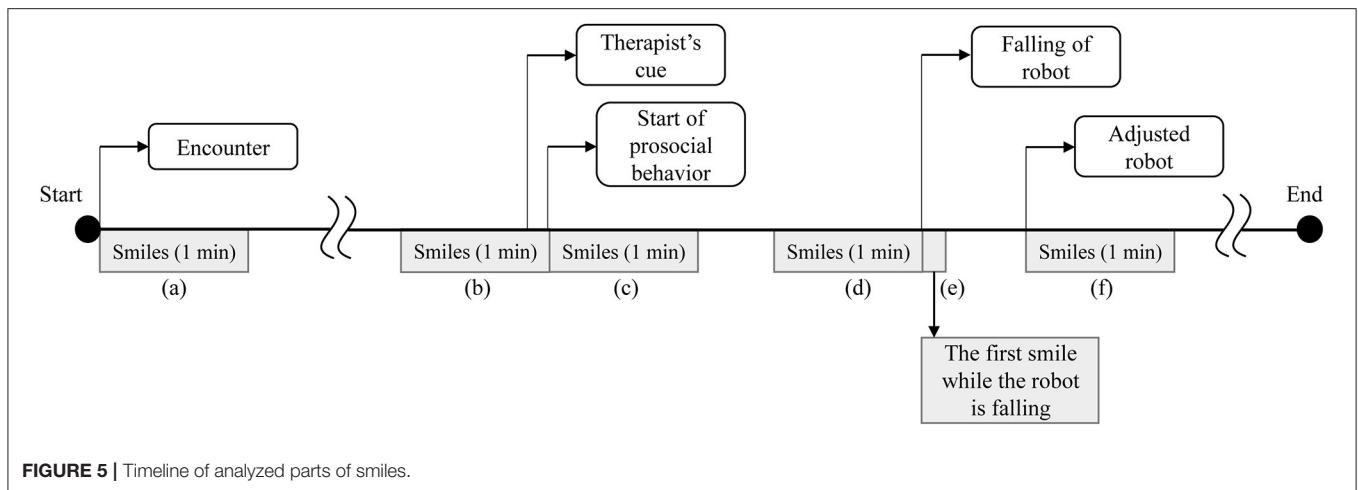 Therapist's
cue
Falling of
robot
Start of
prosocial
behavior
Encounter
Adjusted
robot
Start
End
Smiles (1 min)
Smiles (1 min)
Smiles (1 min)
Smiles (1 min)
Smiles (1 min)
(a)
(b)
(c)
(d)
(e)
(f)
The first smile
while the robot
is falling
FIGURE 5 | Timeline of analyzed parts of smiles.